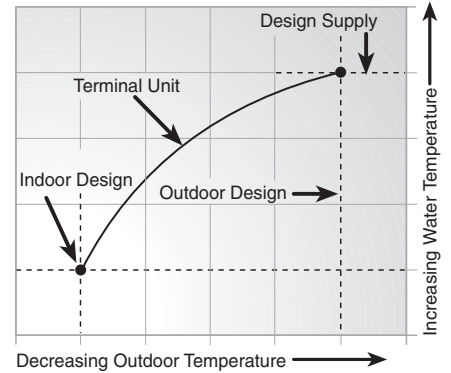 Design Supply
Terminal Unit
Indoor Design
Outdoor Design
Increasing Water Temperature
Decreasing Outdoor Temperature